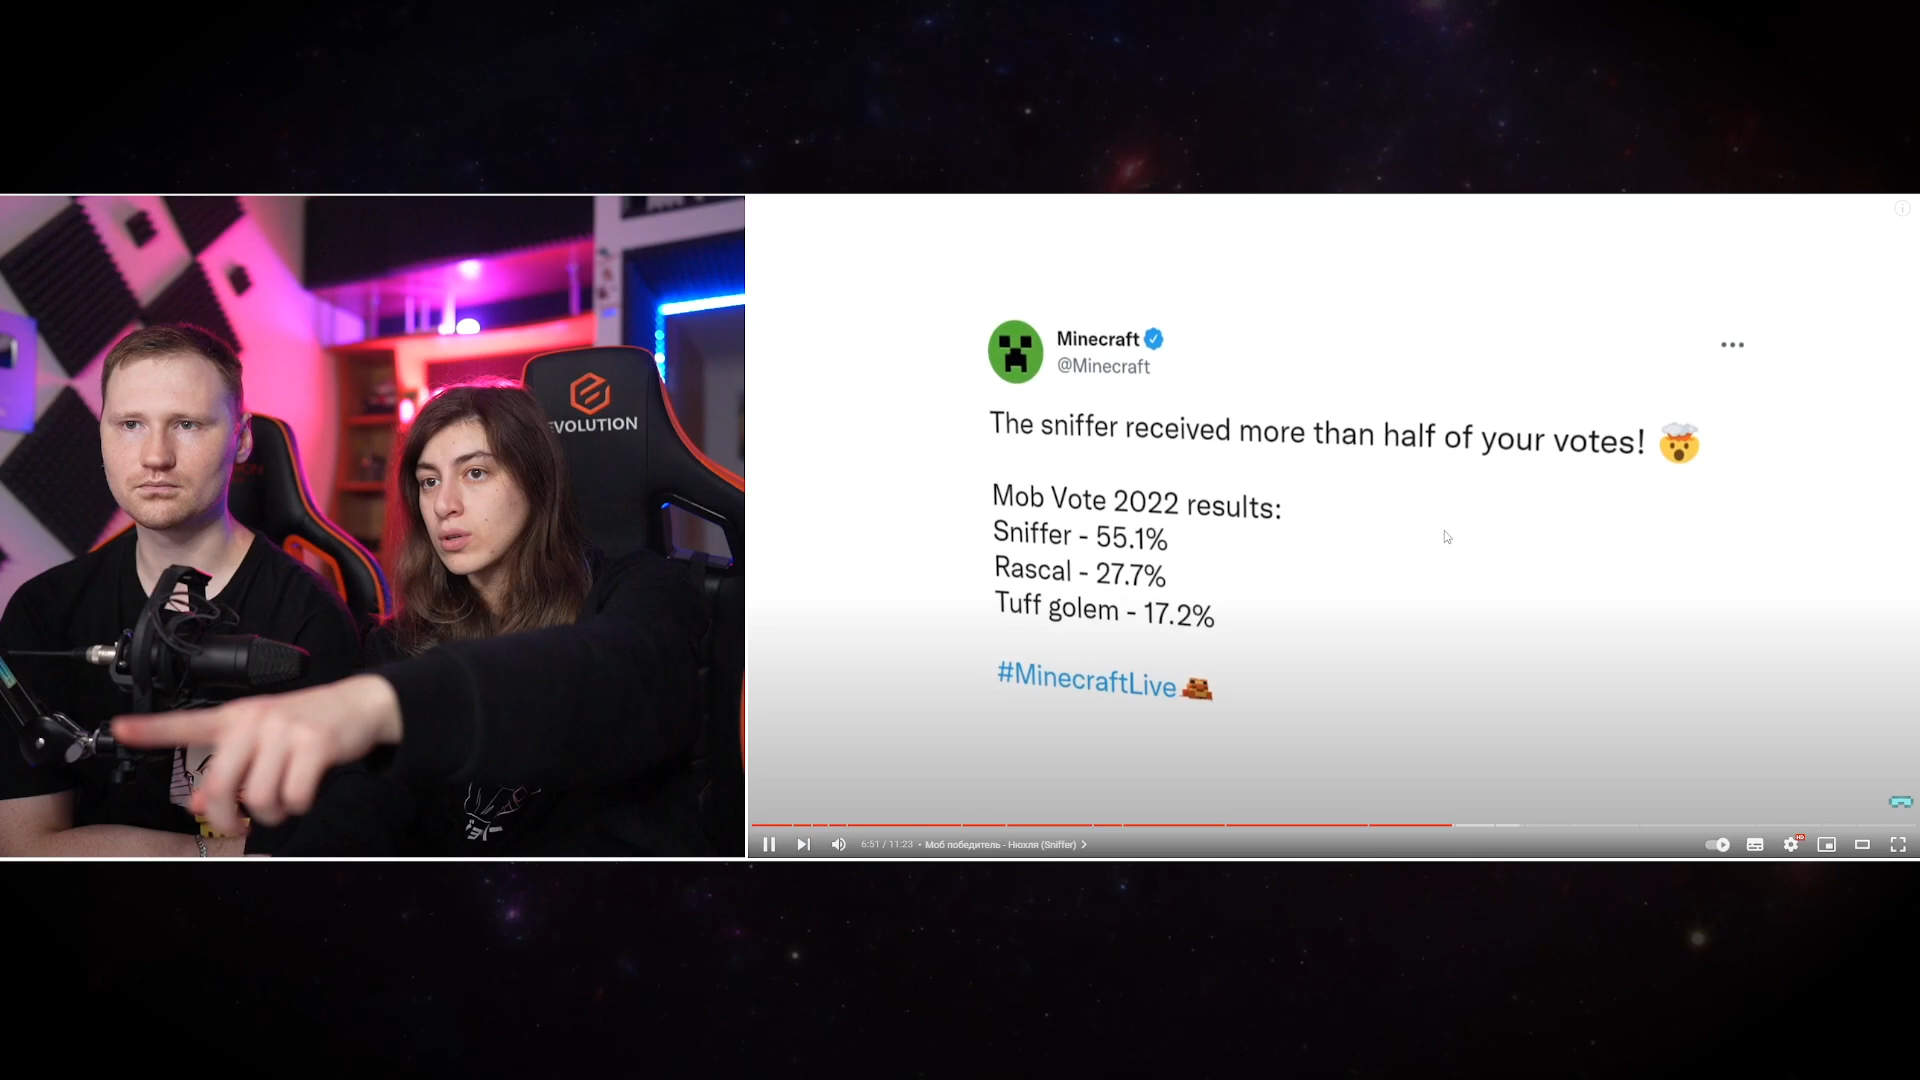 EVOLUTION
Minecraft
@Minecraft
The sniffer received more than half of your votes! 🤯
Mob Vote 2022 results:
Sniffer - 55.1%
Rascal - 27.7%
Tuff golem - 17.2%
#MinecraftLive
6:51 / 11:23 • Моб победитель - Нюхля (Sniffer)
HD